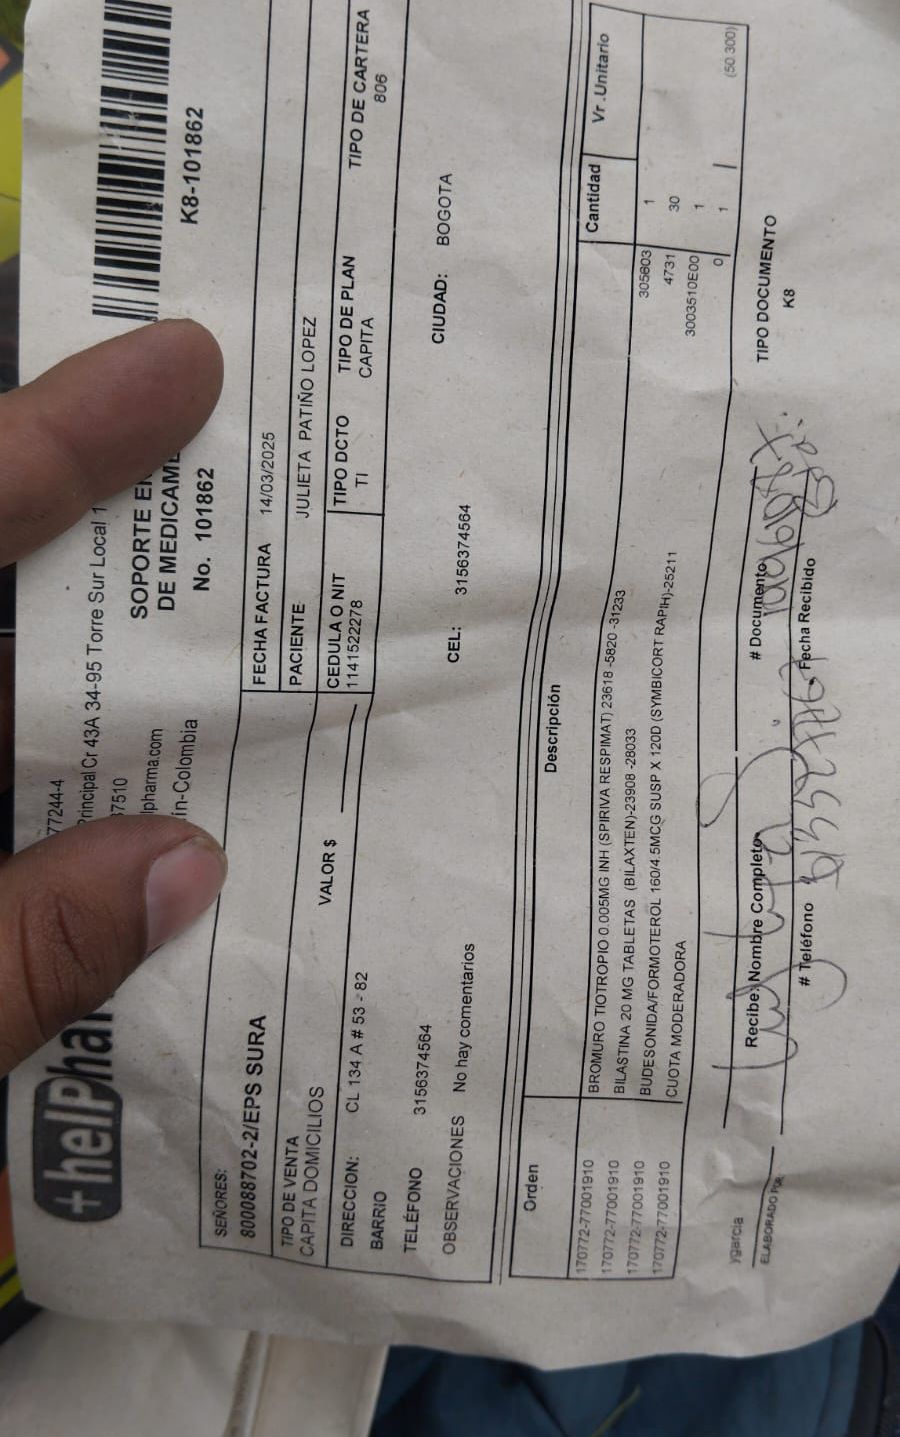 +helPhar
77244-4
rincipal Cr 43A 34-95 Torre Sur Local 1
67510
lpharma.com
in-Colombia
SOPORTE EN
DE MEDICAME
No. 101862
K8-101862
SEÑORES:
800088702-2/EPS SURA
FECHA FACTURA 14/03/2025
TIPO DE VENTA
CAPITA DOMICILIOS
VALOR $
PACIENTE JULIETA PATIÑO LOPEZ
CEDULA O NIT TIPO DCTO TIPO DE PLAN TIPO DE CARTERA
1141522278 TI CAPITA 806
DIRECCION: CL 134 A # 53 - 82
BARRIO
TELÉFONO 3156374564 CEL: 3156374564 CIUDAD: BOGOTA
OBSERVACIONES No hay comentarios
Orden Descripción Cantidad Vr .Unitario
170772-77001910 BROMURO TIOTROPIO 0.005MG INH (SPIRIVA RESPIMAT) 23618 -5820 -31233 305603 1
170772-77001910 BILASTINA 20 MG TABLETAS (BILAXTEN)-23908 -28033 4731 30
170772-77001910 BUDESONIDA/FORMOTEROL 160/4.5MCG SUSP X 120D (SYMBICORT RAPIH)-25211 3003510E00 1
170772-77001910 CUOTA MODERADORA 0 1 (50.300)
ygarcia
ELABORADO POR:
Recibe: Nombre Completo # Documento TIPO DOCUMENTO
# Teléfono Fecha Recibido K8